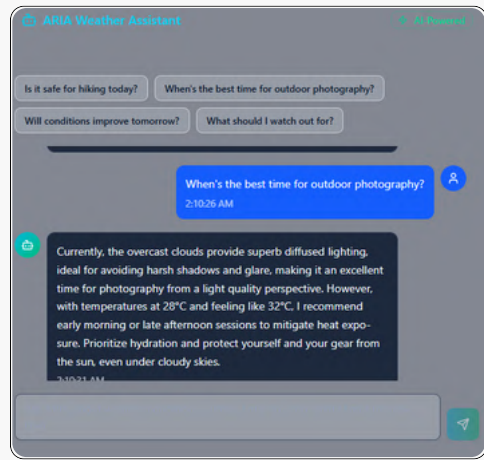 ARIA Weather Assistant
AI-Powered
Is it safe for hiking today?
When's the best time for outdoor photography?
Will conditions improve tomorrow?
What should I watch out for?
When's the best time for outdoor photography?
2:10:26 AM
Currently, the overcast clouds provide superb diffused lighting,
ideal for avoiding harsh shadows and glare, making it an excellent
time for photography from a light quality perspective. However,
with temperatures at 28°C and feeling like 32°C, I recommend
early morning or late afternoon sessions to mitigate heat expo-
sure. Prioritize hydration and protect yourself and your gear from
the sun, even under cloudy skies.
2:10:31 AM